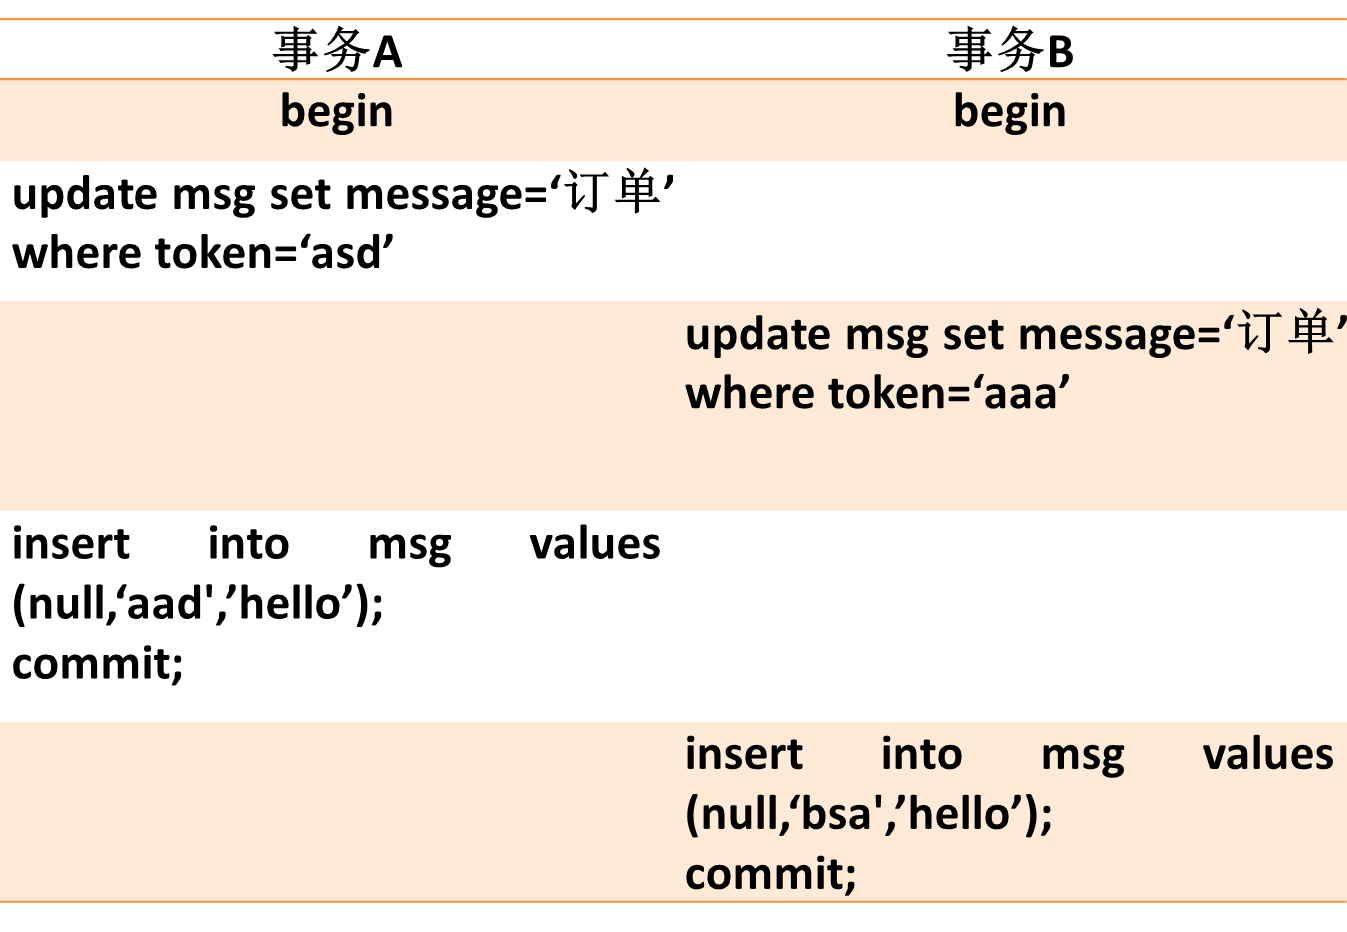 事务A
事务B
begin
begin
update msg set message=‘订单’
where token=‘asd’
update msg set message=‘订单’
where token=‘aaa’
insert into msg values
(null,‘aad',’hello’);
commit;
insert into msg values
(null,‘bsa',’hello’);
commit;